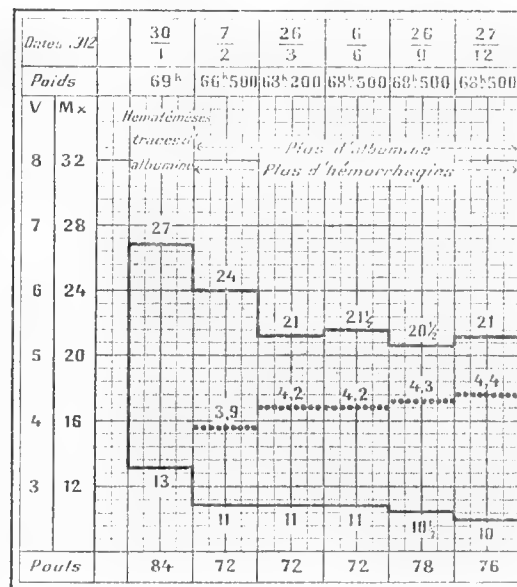 Dates 1912 30/1 7/2 26/3 6/6 26/9 27/12
Poids 69k 66k500 68k200 68k500 68k500 68k500
V Mx
Hématémèses
traces d'
albumine
Plus d'albumine
Plus d'hémorragies
8 32
7 28
27
6 24
24
21 21½ 20½ 21
5 20
4,2 4,2 4,3 4,4
3,9
4 16
13
3 12
11 11 11 10½ 10
Pouls 84 72 72 72 78 76